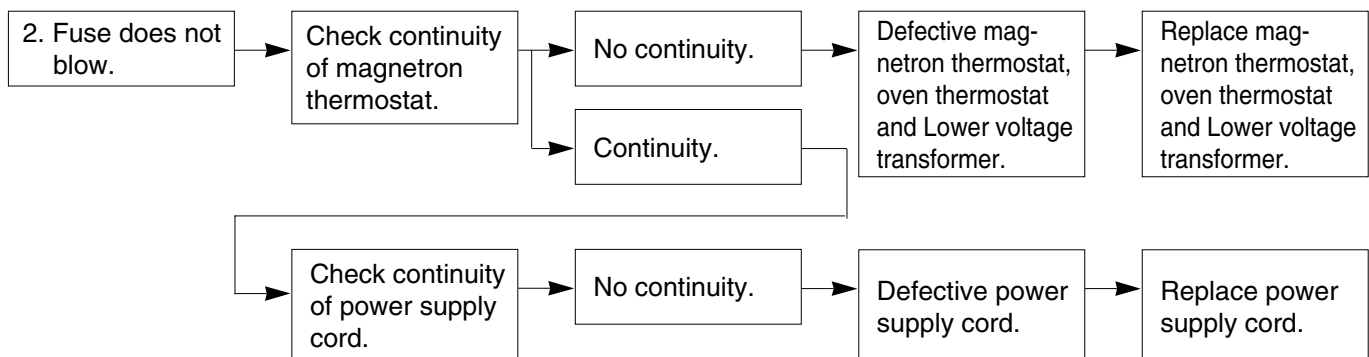 2. Fuse does not
blow.
Check continuity
of magnetron
thermostat.
No continuity.
Defective mag-
netron thermostat,
oven thermostat
and Lower voltage
transformer.
Replace mag-
netron thermostat,
oven thermostat
and Lower voltage
transformer.
Continuity.
Check continuity
of power supply
cord.
No continuity.
Defective power
supply cord.
Replace power
supply cord.